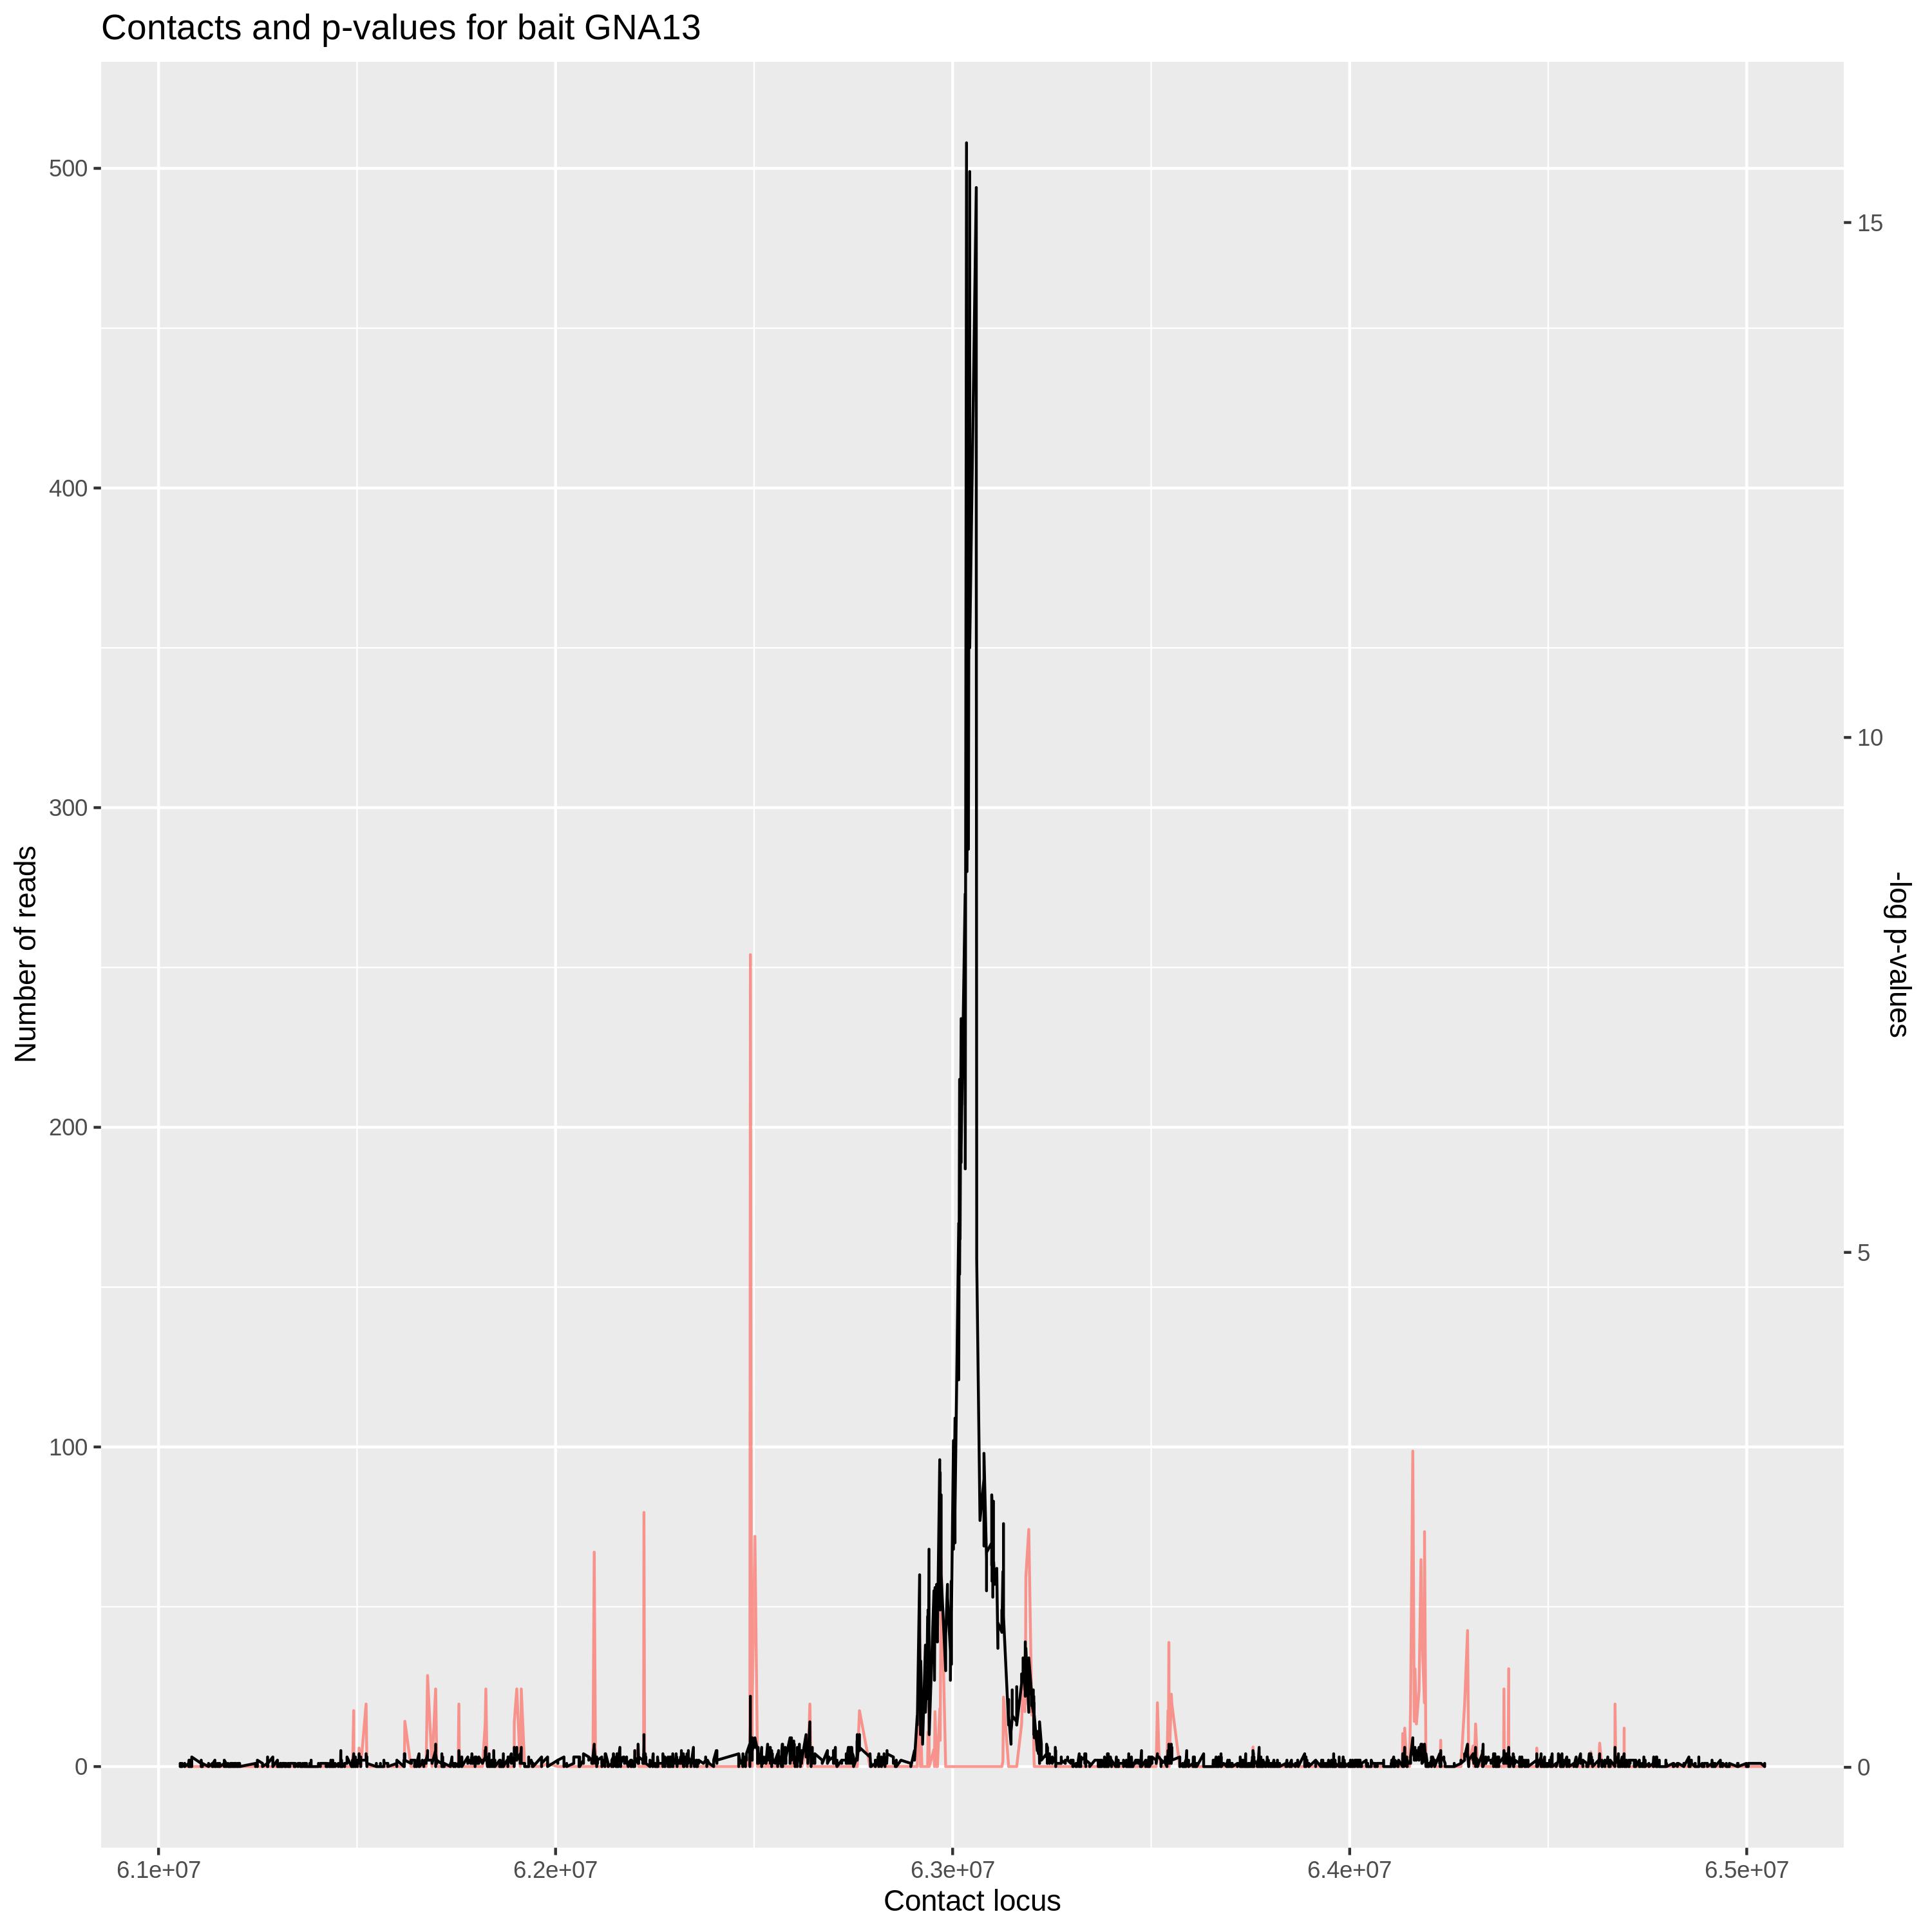 Contacts and p-values for bait GNA13
500
400
300
200
100
0
Number of reads
15
10
5
0
-log p-values
6.1e+07 6.2e+07 6.3e+07 6.4e+07 6.5e+07
Contact locus